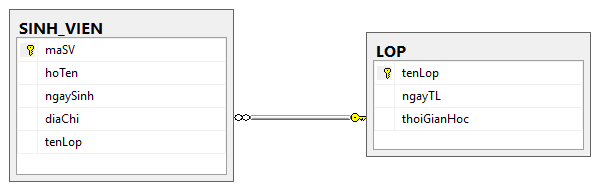 SINH_VIEN
maSV
hoTen
ngaySinh
diaChi
tenLop
LOP
tenLop
ngayTL
thoiGianHoc